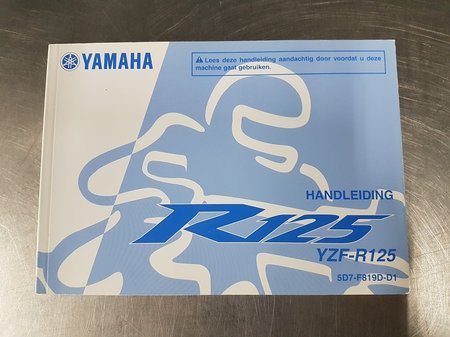 YAMAHA
⚠ Lees deze handleiding aandachtig door voordat u deze
machine gaat gebruiken.
HANDLEIDING
R125
YZF-R125
5D7-F819D-D1